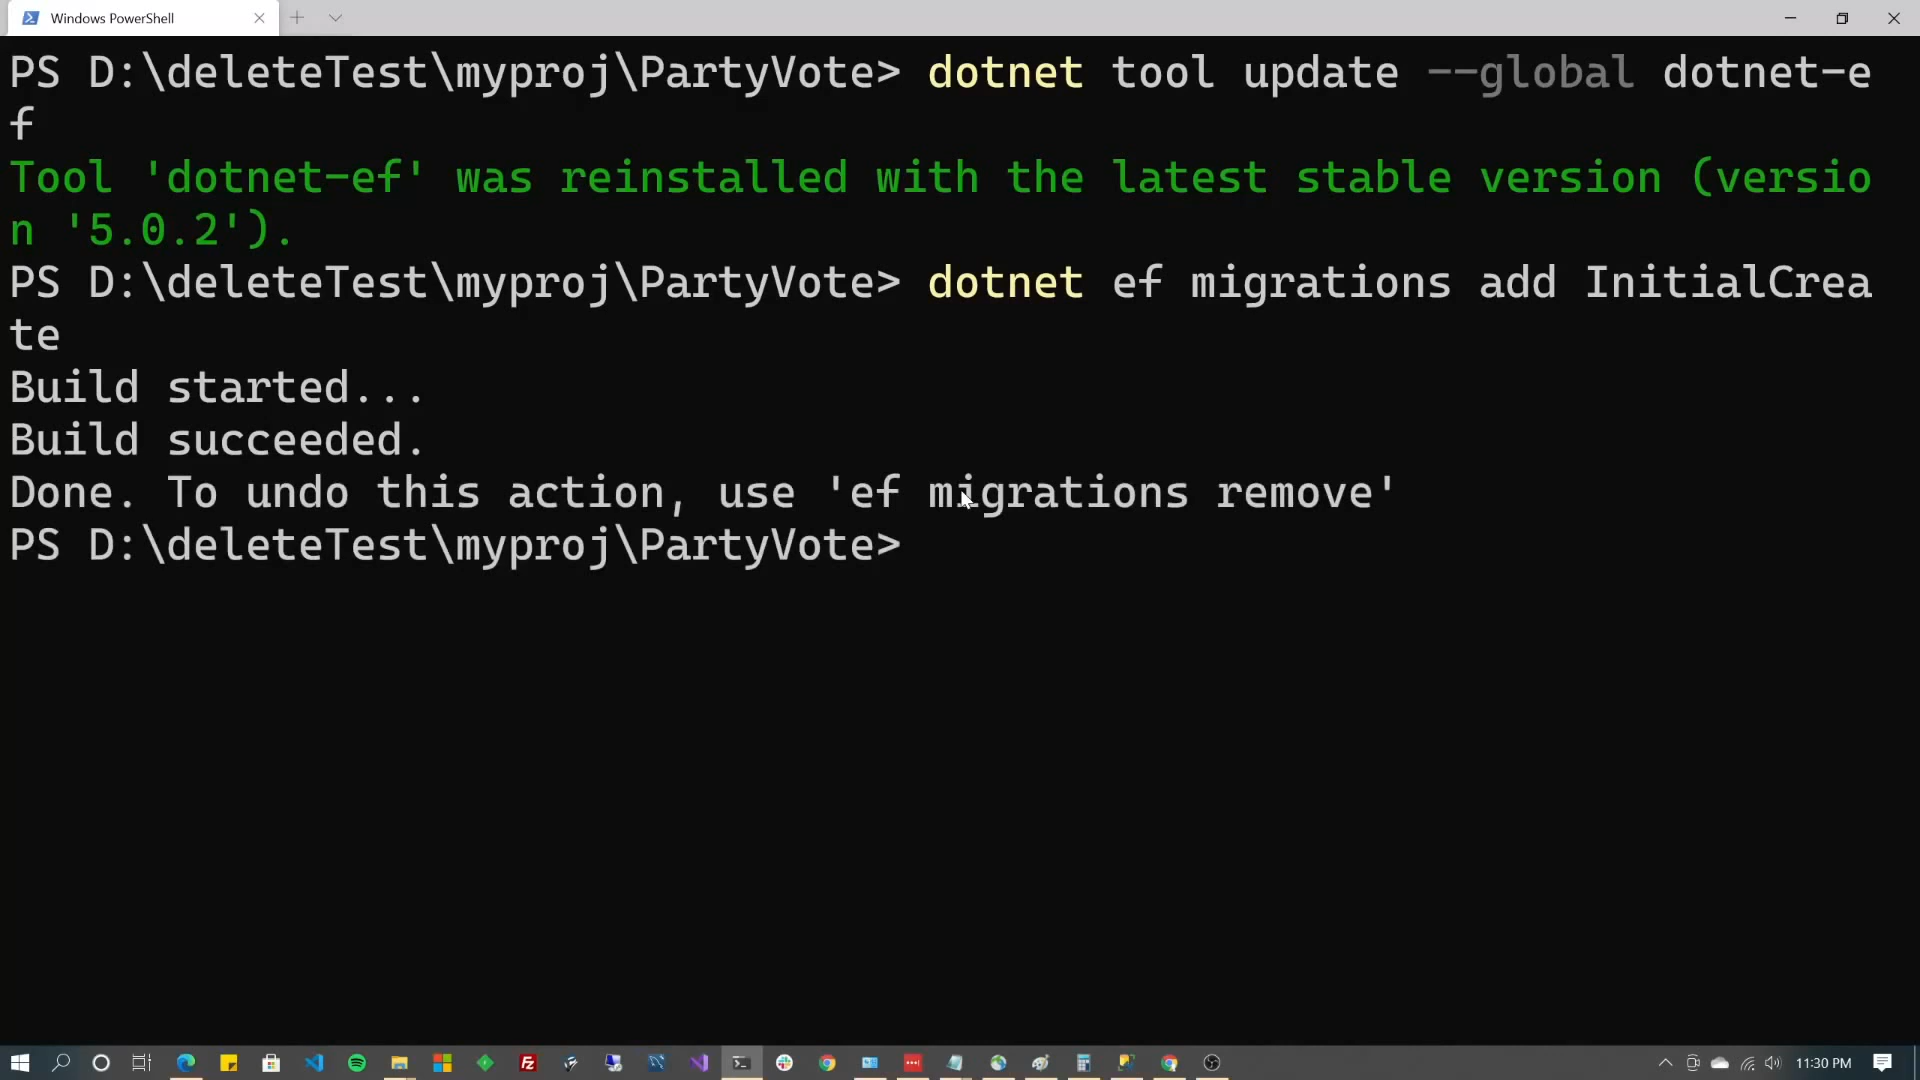 Windows PowerShell
PS D:\deleteTest\myproj\PartyVote> dotnet tool update --global dotnet-e
f
Tool 'dotnet-ef' was reinstalled with the latest stable version (versio
n '5.0.2').
PS D:\deleteTest\myproj\PartyVote> dotnet ef migrations add InitialCrea
te
Build started...
Build succeeded.
Done. To undo this action, use 'ef migrations remove'
PS D:\deleteTest\myproj\PartyVote>
11:30 PM